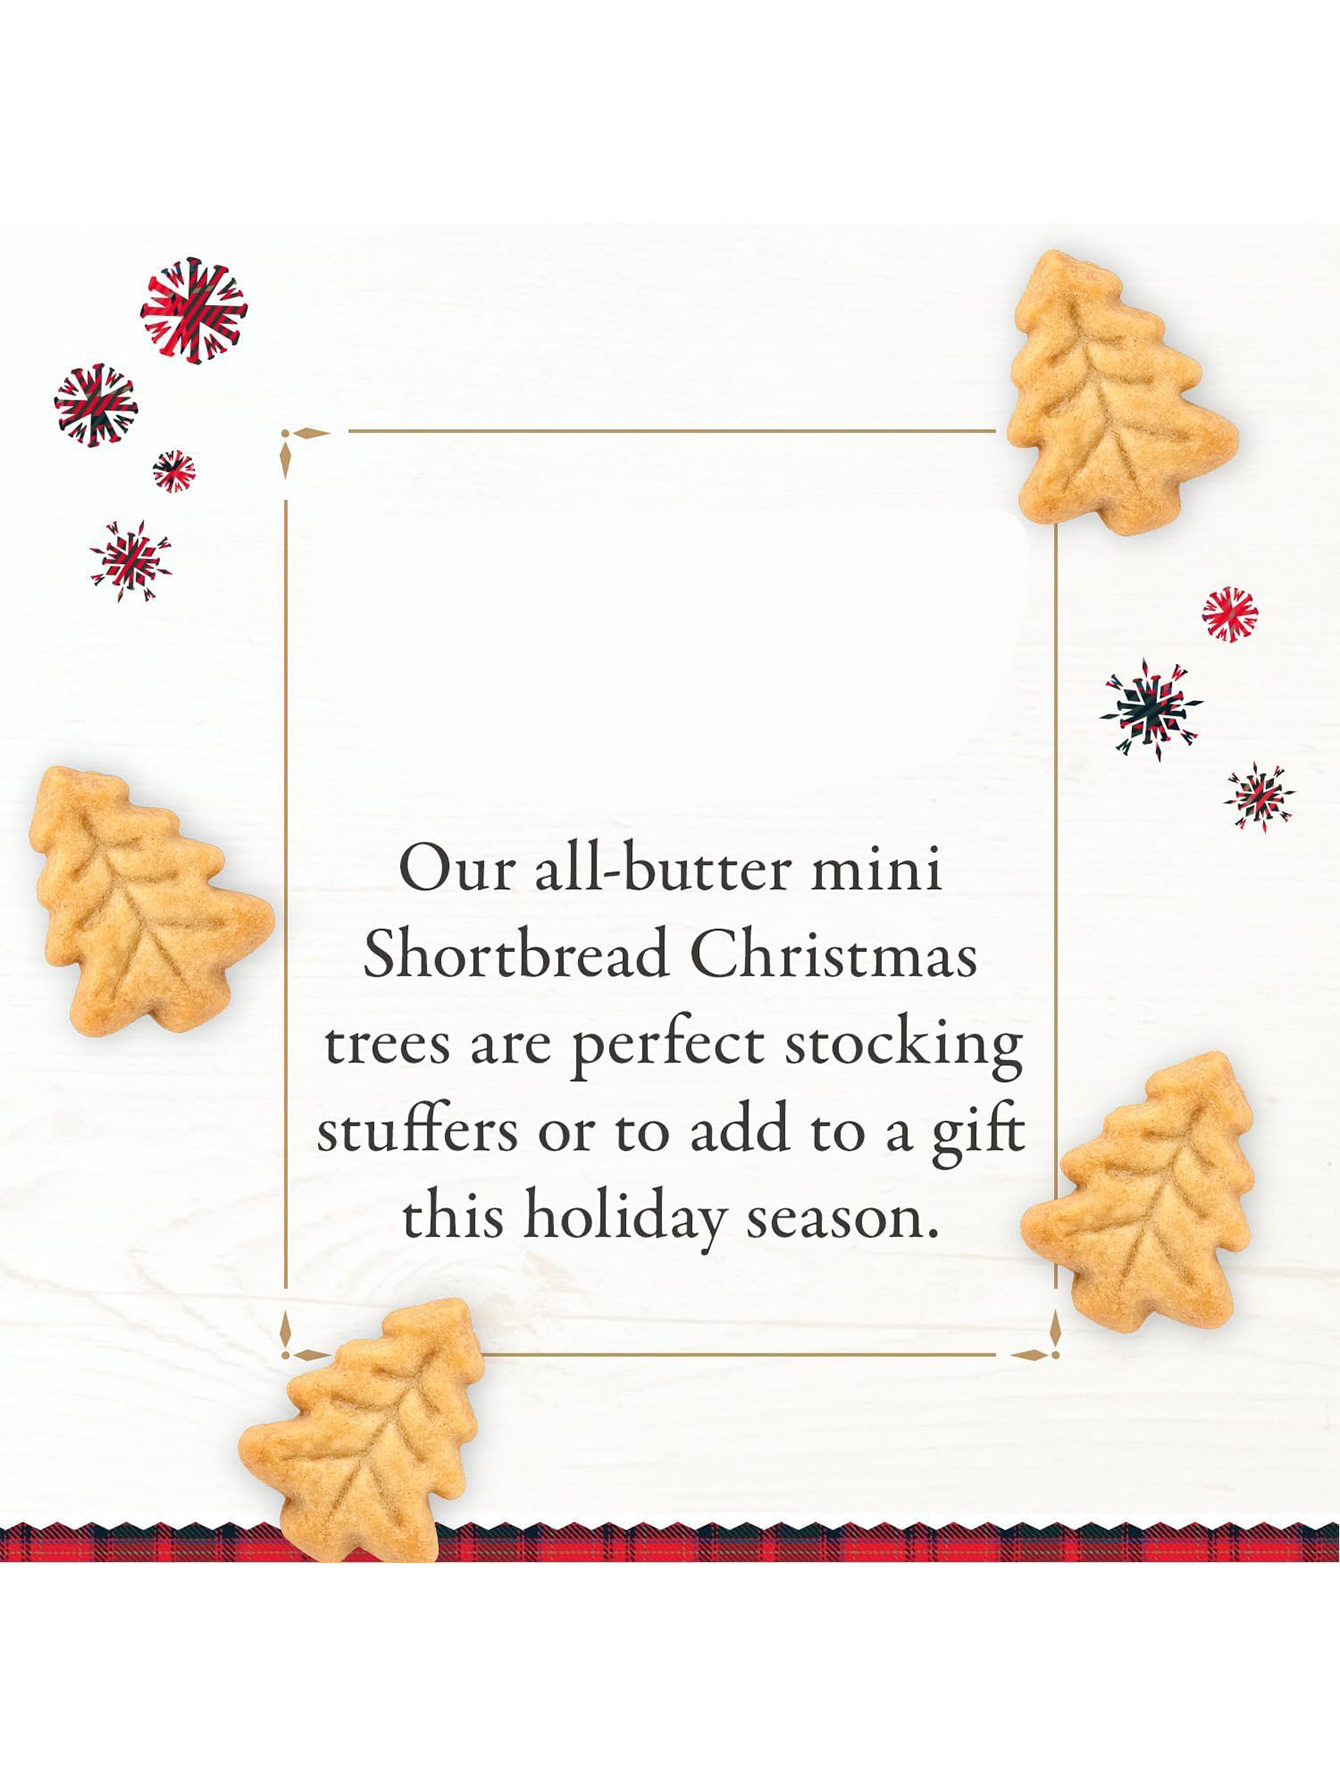 Our all-butter mini
Shortbread Christmas
trees are perfect stocking
stuffers or to add to a gift
this holiday season.